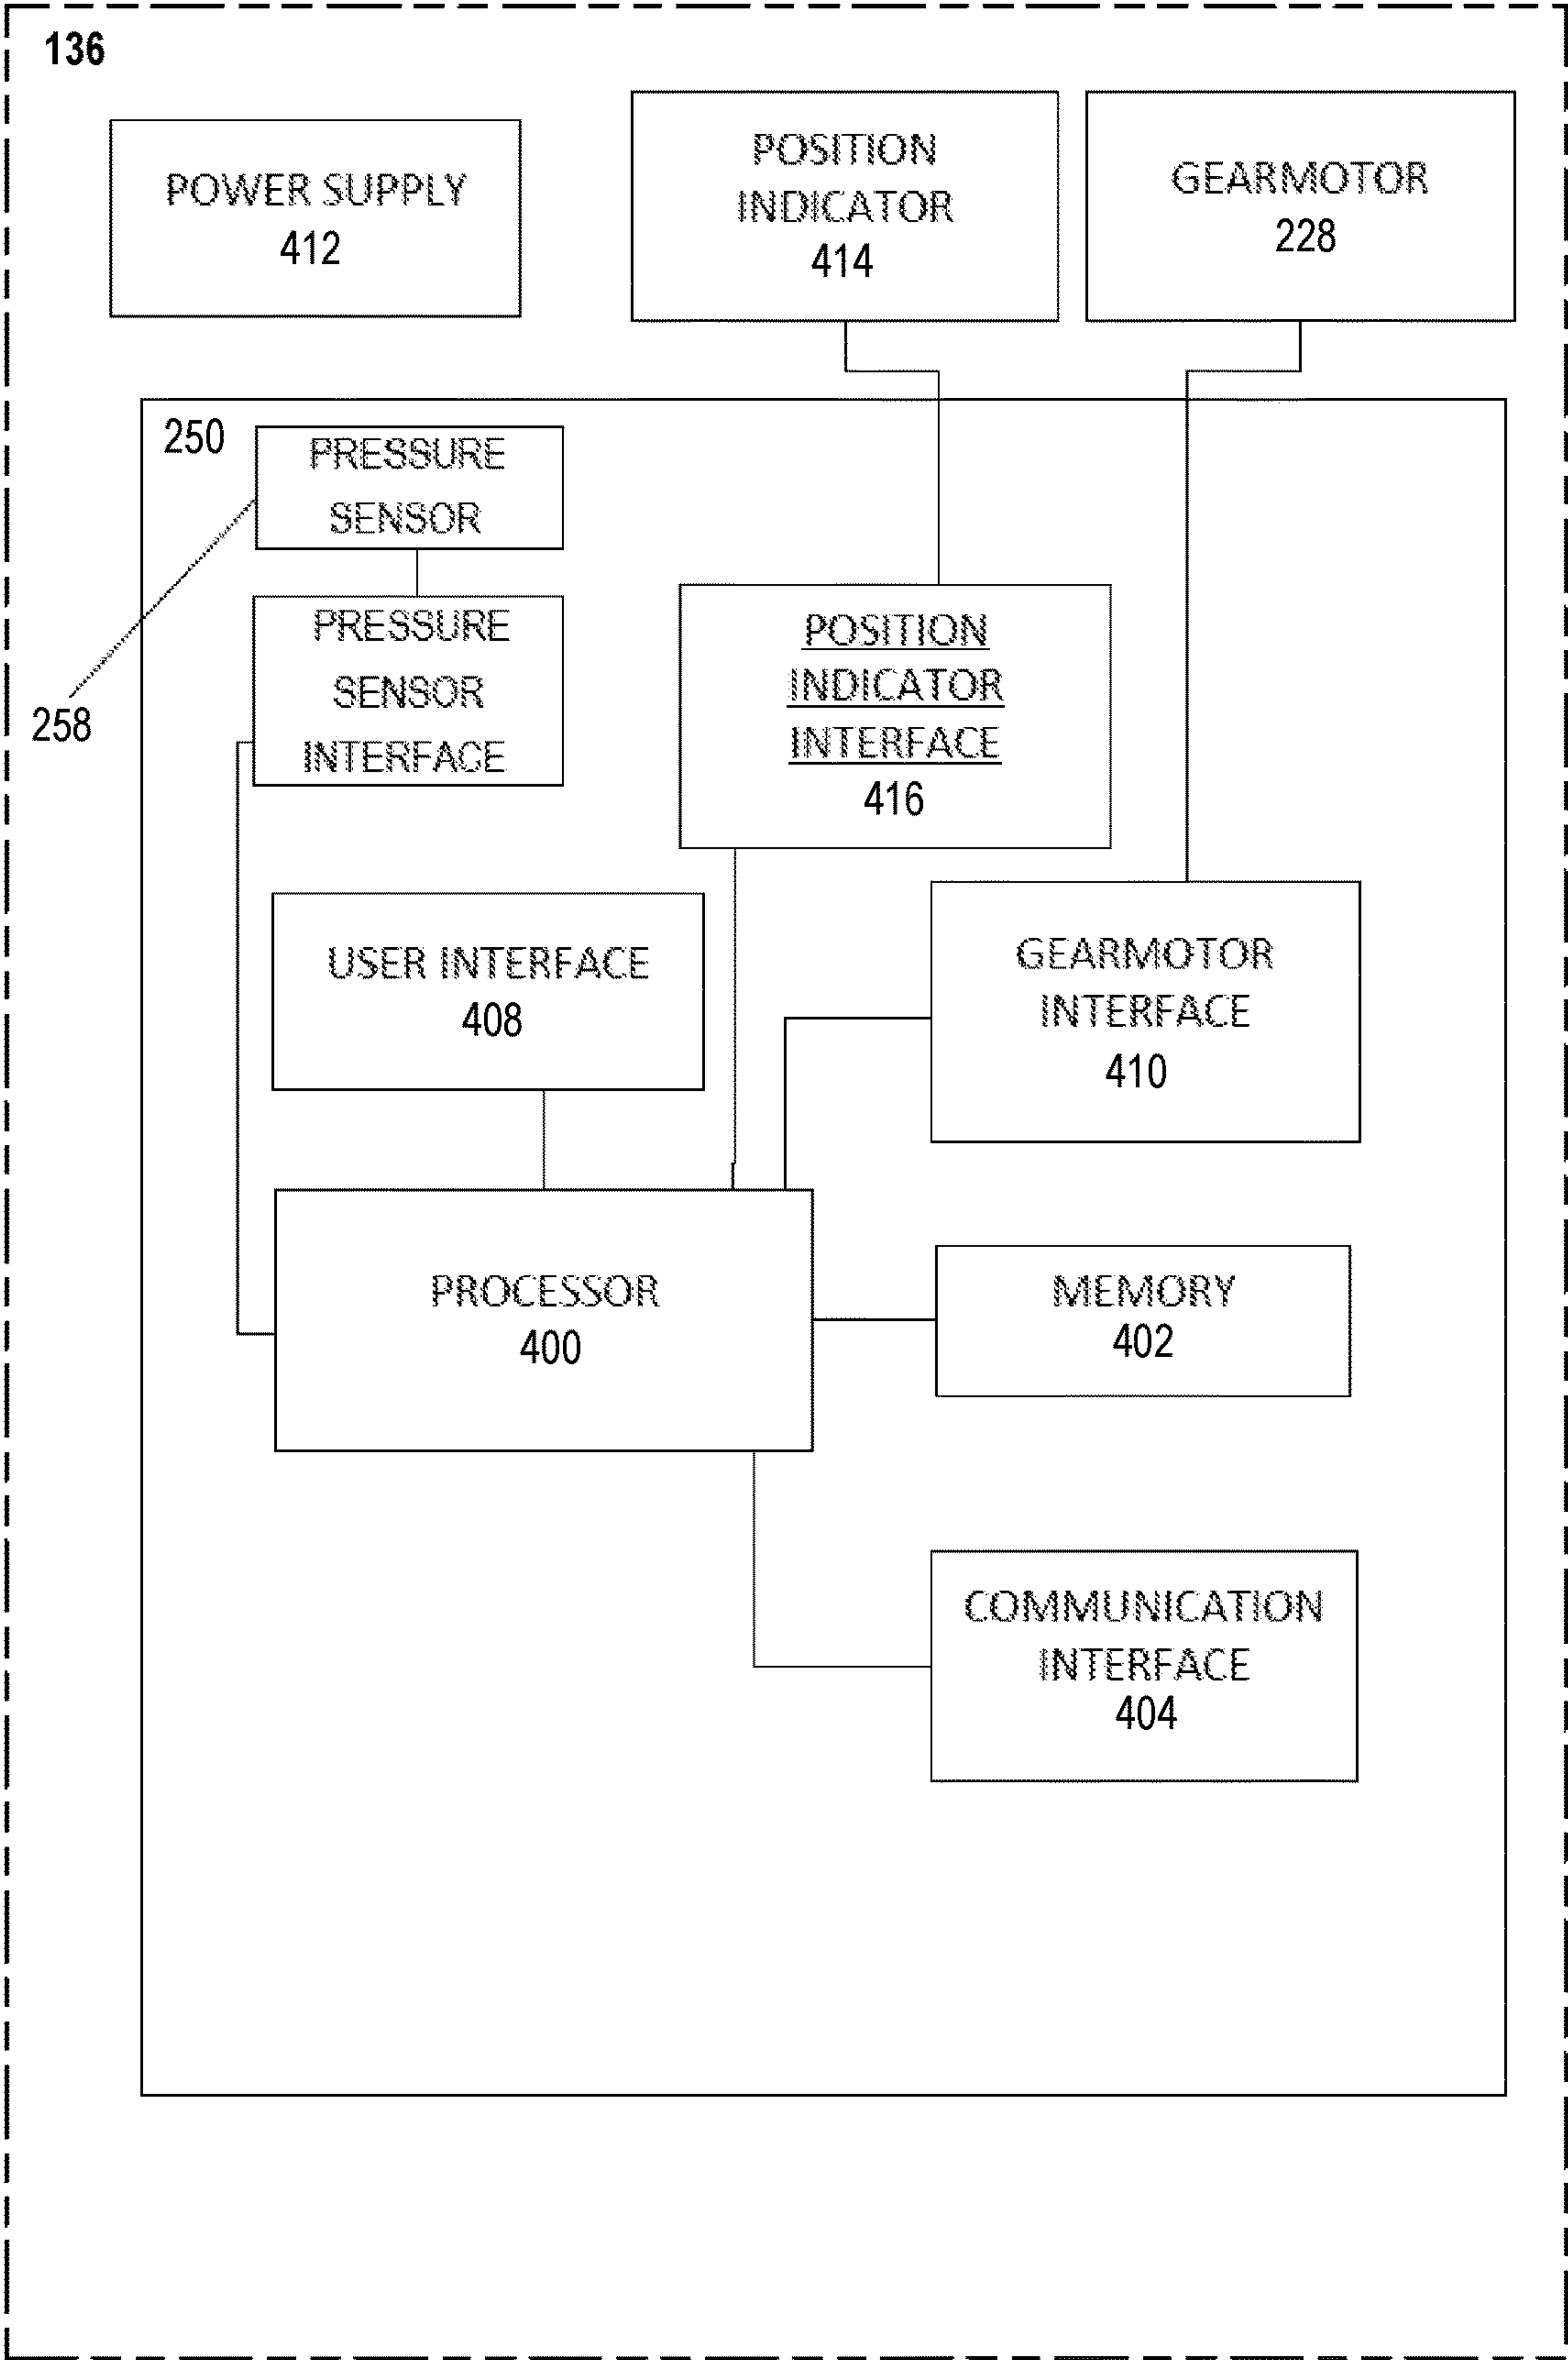 136
POWER SUPPLY
412
POSITION
INDICATOR
414
GEARMOTOR
228
250
PRESSURE
SENSOR
258
PRESSURE
SENSOR
INTERFACE
POSITION
INDICATOR
INTERFACE
416
USER INTERFACE
408
GEARMOTOR
INTERFACE
410
PROCESSOR
400
MEMORY
402
COMMUNICATION
INTERFACE
404